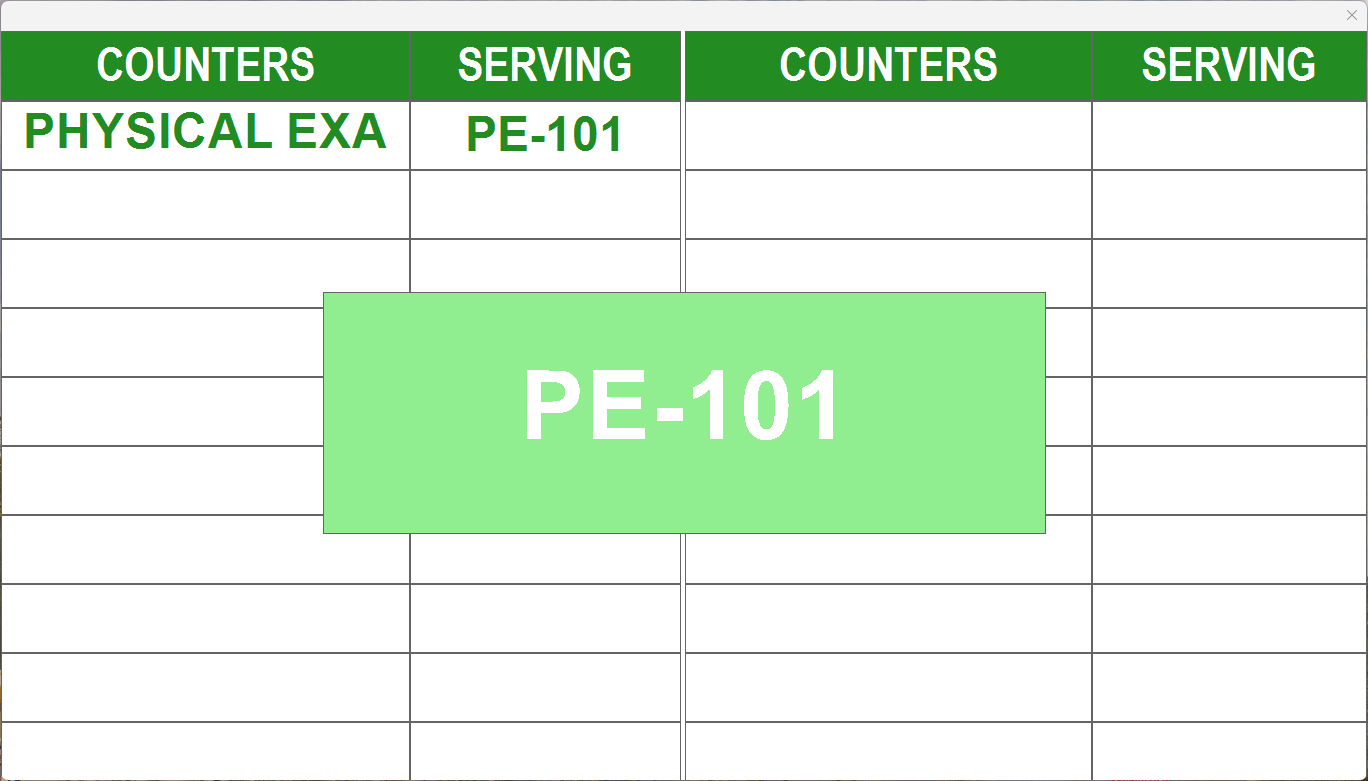 COUNTERS SERVING COUNTERS SERVING
PHYSICAL EXA PE-101
PE-101